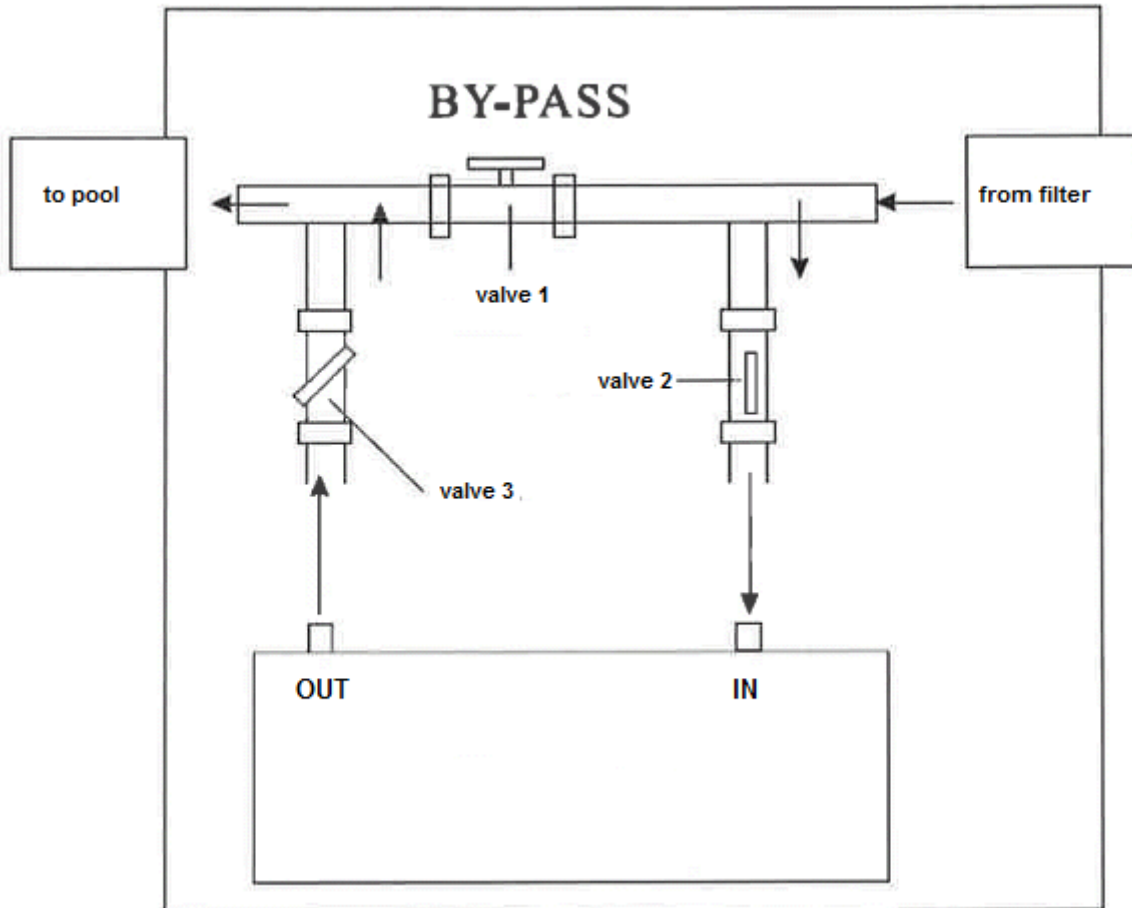 BY-PASS
to pool
from filter
valve 1
valve 2
valve 3
OUT
IN